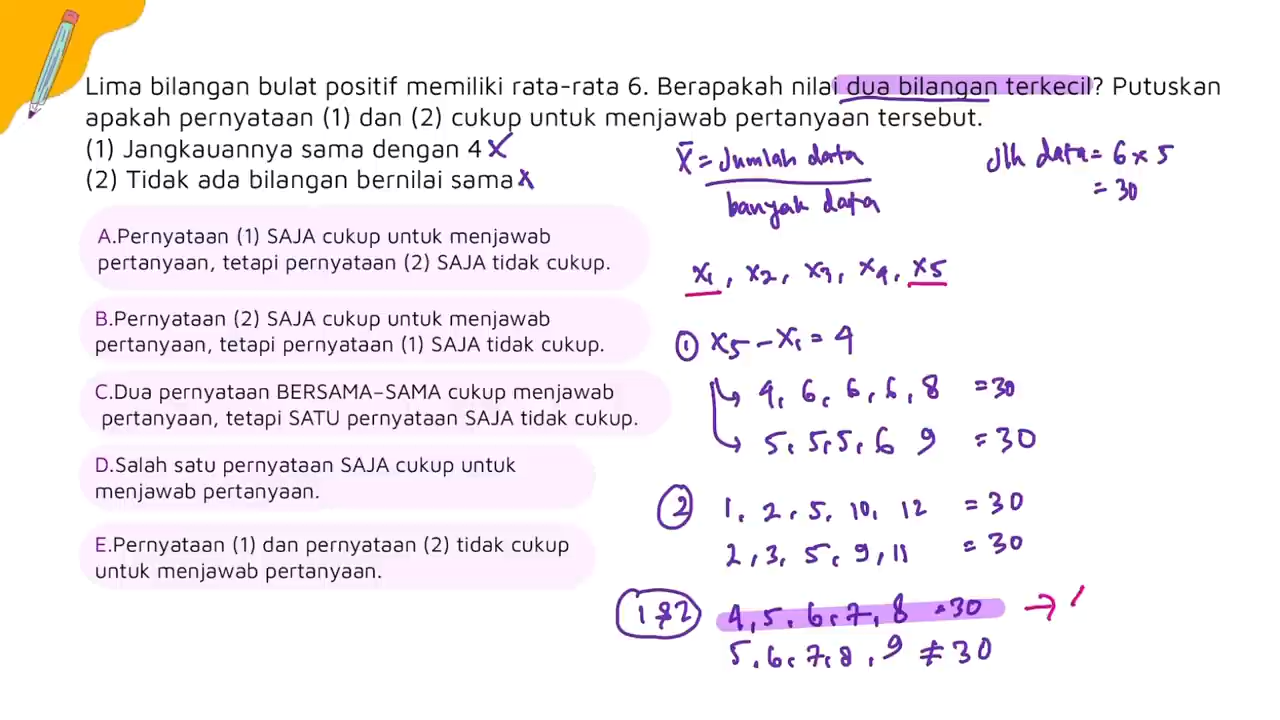 Lima bilangan bulat positif memiliki rata-rata 6. Berapakah nilai dua bilangan terkecil? Putuskan
apakah pernyataan (1) dan (2) cukup untuk menjawab pertanyaan tersebut.
(1) Jangkauannya sama dengan 4 X
(2) Tidak ada bilangan bernilai sama x
A.Pernyataan (1) SAJA cukup untuk menjawab
pertanyaan, tetapi pernyataan (2) SAJA tidak cukup.
B.Pernyataan (2) SAJA cukup untuk menjawab
pertanyaan, tetapi pernyataan (1) SAJA tidak cukup.
C.Dua pernyataan BERSAMA-SAMA cukup menjawab
pertanyaan, tetapi SATU pernyataan SAJA tidak cukup.
D.Salah satu pernyataan SAJA cukup untuk
menjawab pertanyaan.
E.Pernyataan (1) dan pernyataan (2) tidak cukup
untuk menjawab pertanyaan.
x̄ = Jumlah data
banyak data
Jlh data = 6 x 5
= 30
x1, x2, x3, x4, x5
① x5 - x1 = 4
↳ 4, 6, 6, 6, 8 = 30
↳ 5, 5, 5, 6 9 = 30
② 1, 2, 5, 10, 12 = 30
2, 3, 5, 9, 11 = 30
1 & 2 4, 5, 6, 7, 8 = 30 →
5, 6, 7, 8, 9 ≠ 30